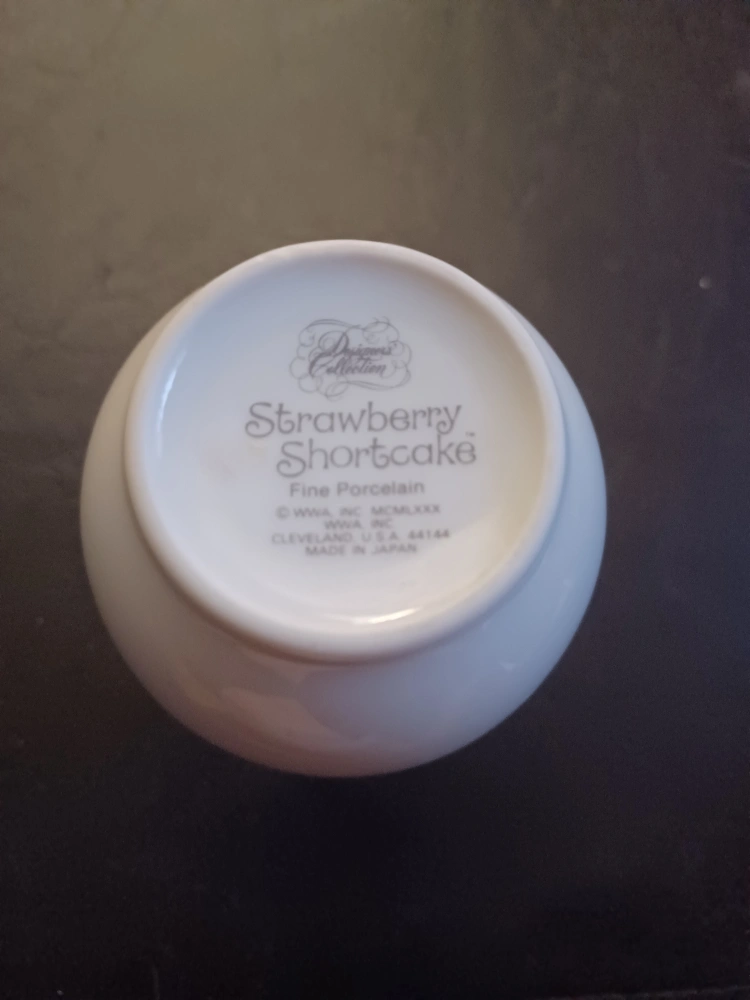 Designers'
Collection
Strawberry
Shortcake™
Fine Porcelain
© WWA, INC. MCMLXXX
WWA, INC.
CLEVELAND, U.S.A. 44144
MADE IN JAPAN